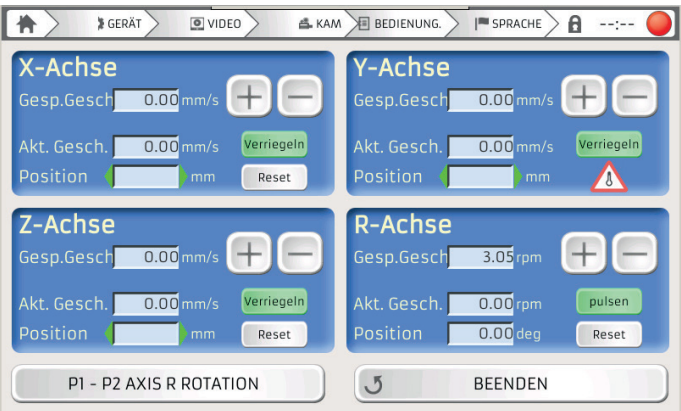 GERÄT VIDEO KAM BEDIENUNG. SPRACHE --:--
X-Achse
Gesp.Gesch 0.00 mm/s + −
Akt. Gesch. 0.00 mm/s Verriegeln
Position mm Reset
Y-Achse
Gesp.Gesch 0.00 mm/s + −
Akt. Gesch. 0.00 mm/s Verriegeln
Position mm
Z-Achse
Gesp.Gesch 0.00 mm/s + −
Akt. Gesch. 0.00 mm/s Verriegeln
Position mm Reset
R-Achse
Gesp.Gesch 3.05 rpm + −
Akt. Gesch. 0.00 rpm pulsen
Position 0.00 deg Reset
P1 - P2 AXIS R ROTATION
BEENDEN